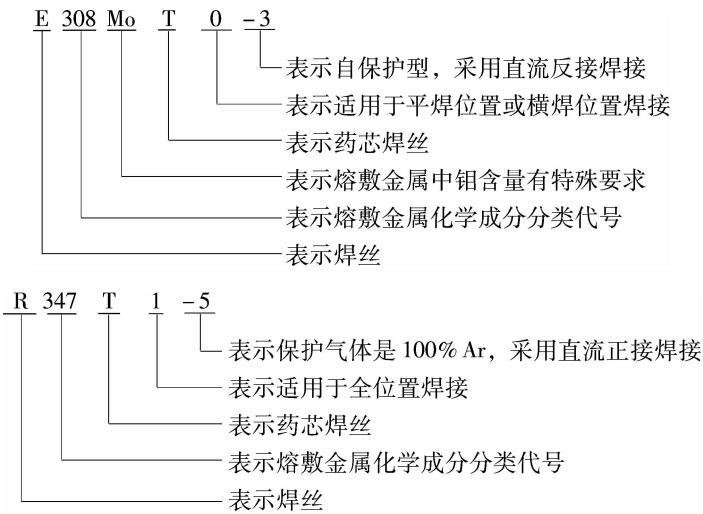 E 308 Mo T 0 -3
表示自保护型，采用直流反接焊接
表示适用于平焊位置或横焊位置焊接
表示药芯焊丝
表示熔敷金属中钼含量有特殊要求
表示熔敷金属化学成分分类代号
表示焊丝
R 347 T 1 -5
表示保护气体是 100% Ar，采用直流正接焊接
表示适用于全位置焊接
表示药芯焊丝
表示熔敷金属化学成分分类代号
表示焊丝